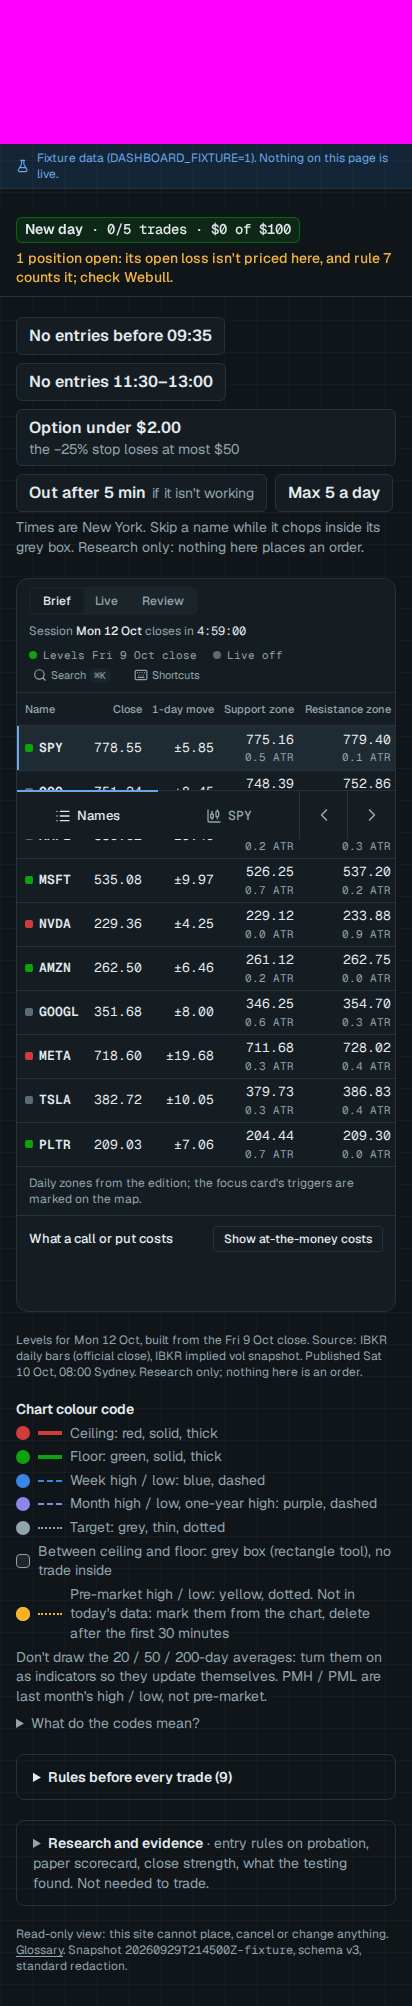 Fixture data (DASHBOARD_FIXTURE=1). Nothing on this page is
live.
New day · 0/5 trades · $0 of $100
1 position open: its open loss isn't priced here, and rule 7
counts it; check Webull.
No entries before 09:35
No entries 11:30–13:00
Option under $2.00
the −25% stop loses at most $50
Out after 5 min if it isn't working
Max 5 a day
Times are New York. Skip a name while it chops inside its
grey box. Research only: nothing here places an order.
Brief Live Review
Session Mon 12 Oct closes in 4:59:00
Levels Fri 9 Oct close Live off
Search ⌘K Shortcuts
Name Close 1-day move Support zone Resistance zone
SPY 778.55 ±5.85 775.16 779.40
0.5 ATR 0.1 ATR
748.39 752.86
Names SPY
0.2 ATR 0.3 ATR
MSFT 535.08 ±9.97 526.25 537.20
0.7 ATR 0.2 ATR
NVDA 229.36 ±4.25 229.12 233.88
0.0 ATR 0.9 ATR
AMZN 262.50 ±6.46 261.12 262.75
0.2 ATR 0.0 ATR
GOOGL 351.68 ±8.00 346.25 354.70
0.6 ATR 0.3 ATR
META 718.60 ±19.68 711.68 728.02
0.3 ATR 0.4 ATR
TSLA 382.72 ±10.05 379.73 386.83
0.3 ATR 0.4 ATR
PLTR 209.03 ±7.06 204.44 209.30
0.7 ATR 0.0 ATR
Daily zones from the edition; the focus card's triggers are
marked on the map.
What a call or put costs Show at-the-money costs
Levels for Mon 12 Oct, built from the Fri 9 Oct close. Source: IBKR
daily bars (official close), IBKR implied vol snapshot. Published Sat
10 Oct, 08:00 Sydney. Research only; nothing here is an order.
Chart colour code
Ceiling: red, solid, thick
Floor: green, solid, thick
Week high / low: blue, dashed
Month high / low, one-year high: purple, dashed
Target: grey, thin, dotted
Between ceiling and floor: grey box (rectangle tool), no
trade inside
Pre-market high / low: yellow, dotted. Not in
today's data: mark them from the chart, delete
after the first 30 minutes
Don't draw the 20 / 50 / 200-day averages: turn them on
as indicators so they update themselves. PMH / PML are
last month's high / low, not pre-market.
What do the codes mean?
Rules before every trade (9)
Research and evidence · entry rules on probation,
paper scorecard, close strength, what the testing
found. Not needed to trade.
Read-only view: this site cannot place, cancel or change anything.
Glossary. Snapshot 20260929T214500Z-fixture, schema v3,
standard redaction.